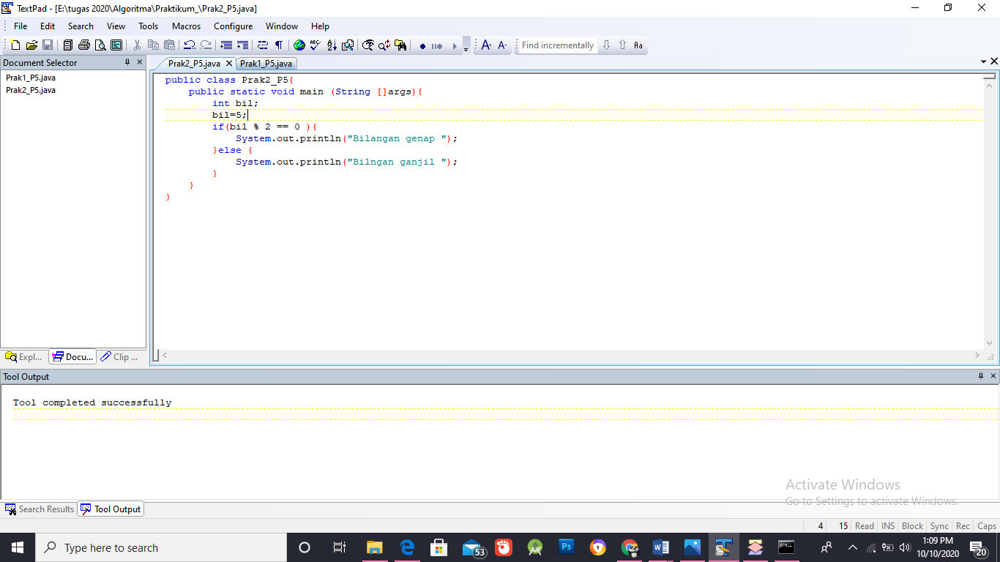 TextPad - [E:\tugas 2020\Algoritma\Praktikum_\Prak2_P5.java]
File Edit Search View Tools Macros Configure Window Help
Find incrementally Aa
Document Selector
Prak1_P5.java
Prak2_P5.java
Expl... Docu... Clip ...
Prak2_P5.java Prak1_P5.java
public class Prak2_P5{
public static void main (String []args){
int bil;
bil=5;
if(bil % 2 == 0 ){
System.out.println("Bilangan genap ");
}else {
System.out.println("Bilngan ganjil ");
}
}
}
Tool Output
Tool completed successfully
Activate Windows
Go to Settings to activate Windows.
Search Results Tool Output
4 15 Read INS Block Sync Rec Caps
Type here to search
53
Ps
1:09 PM
10/10/2020
20